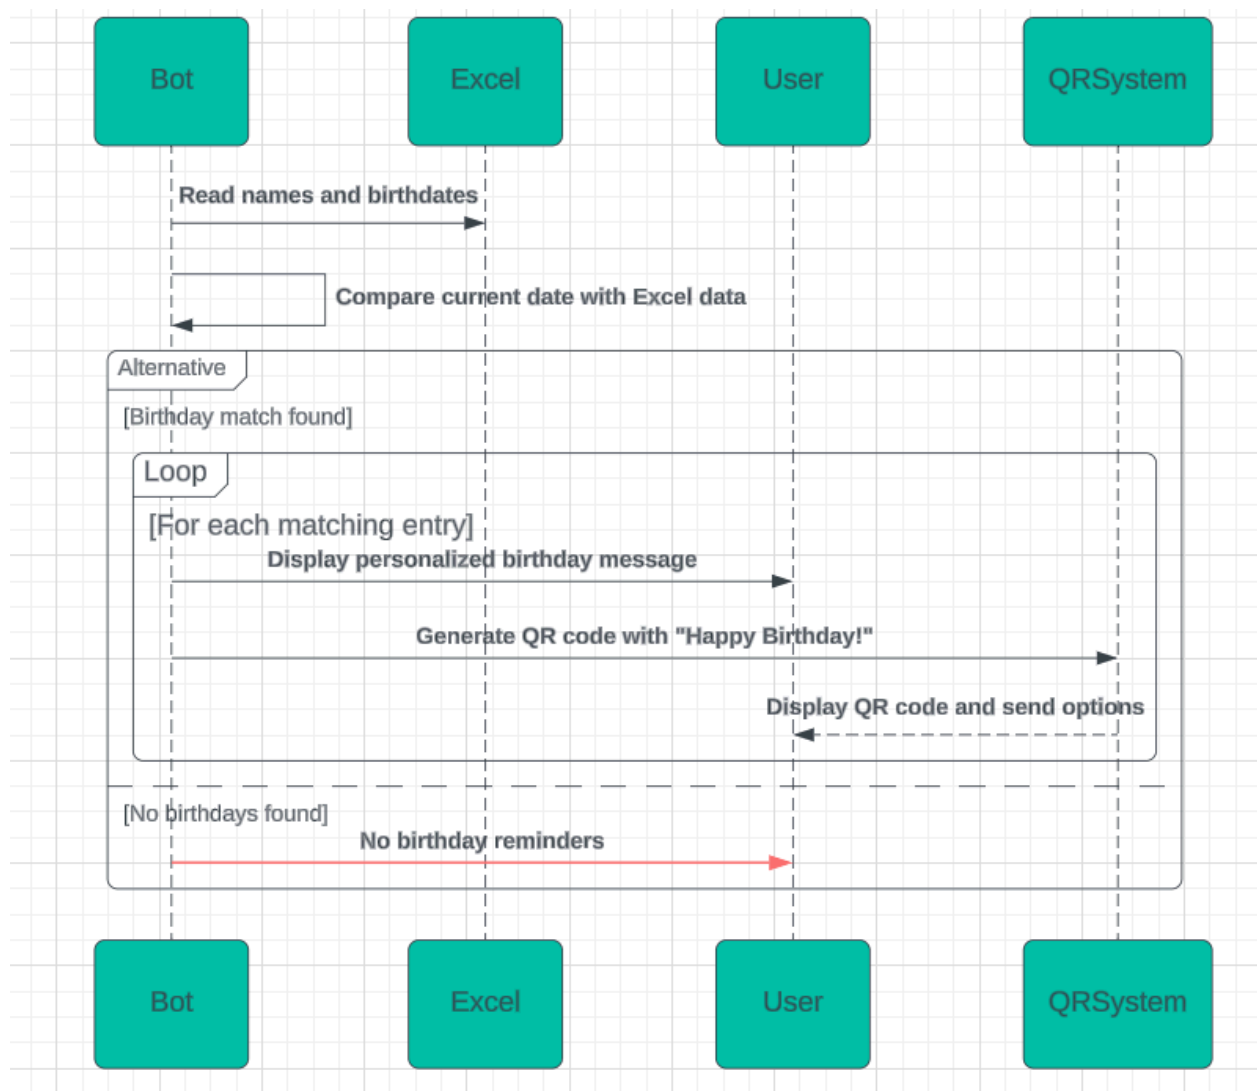 Bot
Excel
User
QRSystem
Read names and birthdates
Compare current date with Excel data
Alternative
[Birthday match found]
Loop
[For each matching entry]
Display personalized birthday message
Generate QR code with "Happy Birthday!"
Display QR code and send options
[No birthdays found]
No birthday reminders
Bot
Excel
User
QRSystem